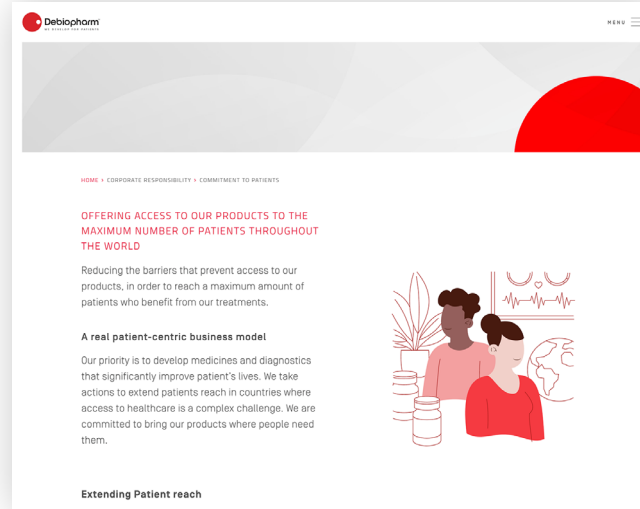 Debiopharm
WE DEVELOP FOR PATIENTS
MENU
HOME › CORPORATE RESPONSIBILITY › COMMITMENT TO PATIENTS
OFFERING ACCESS TO OUR PRODUCTS TO THE
MAXIMUM NUMBER OF PATIENTS THROUGHOUT
THE WORLD
Reducing the barriers that prevent access to our
products, in order to reach a maximum amount of
patients who benefit from our treatments.
A real patient-centric business model
Our priority is to develop medicines and diagnostics
that significantly improve patient's lives. We take
actions to extend patients reach in countries where
access to healthcare is a complex challenge. We are
committed to bring our products where people need
them.
Extending Patient reach